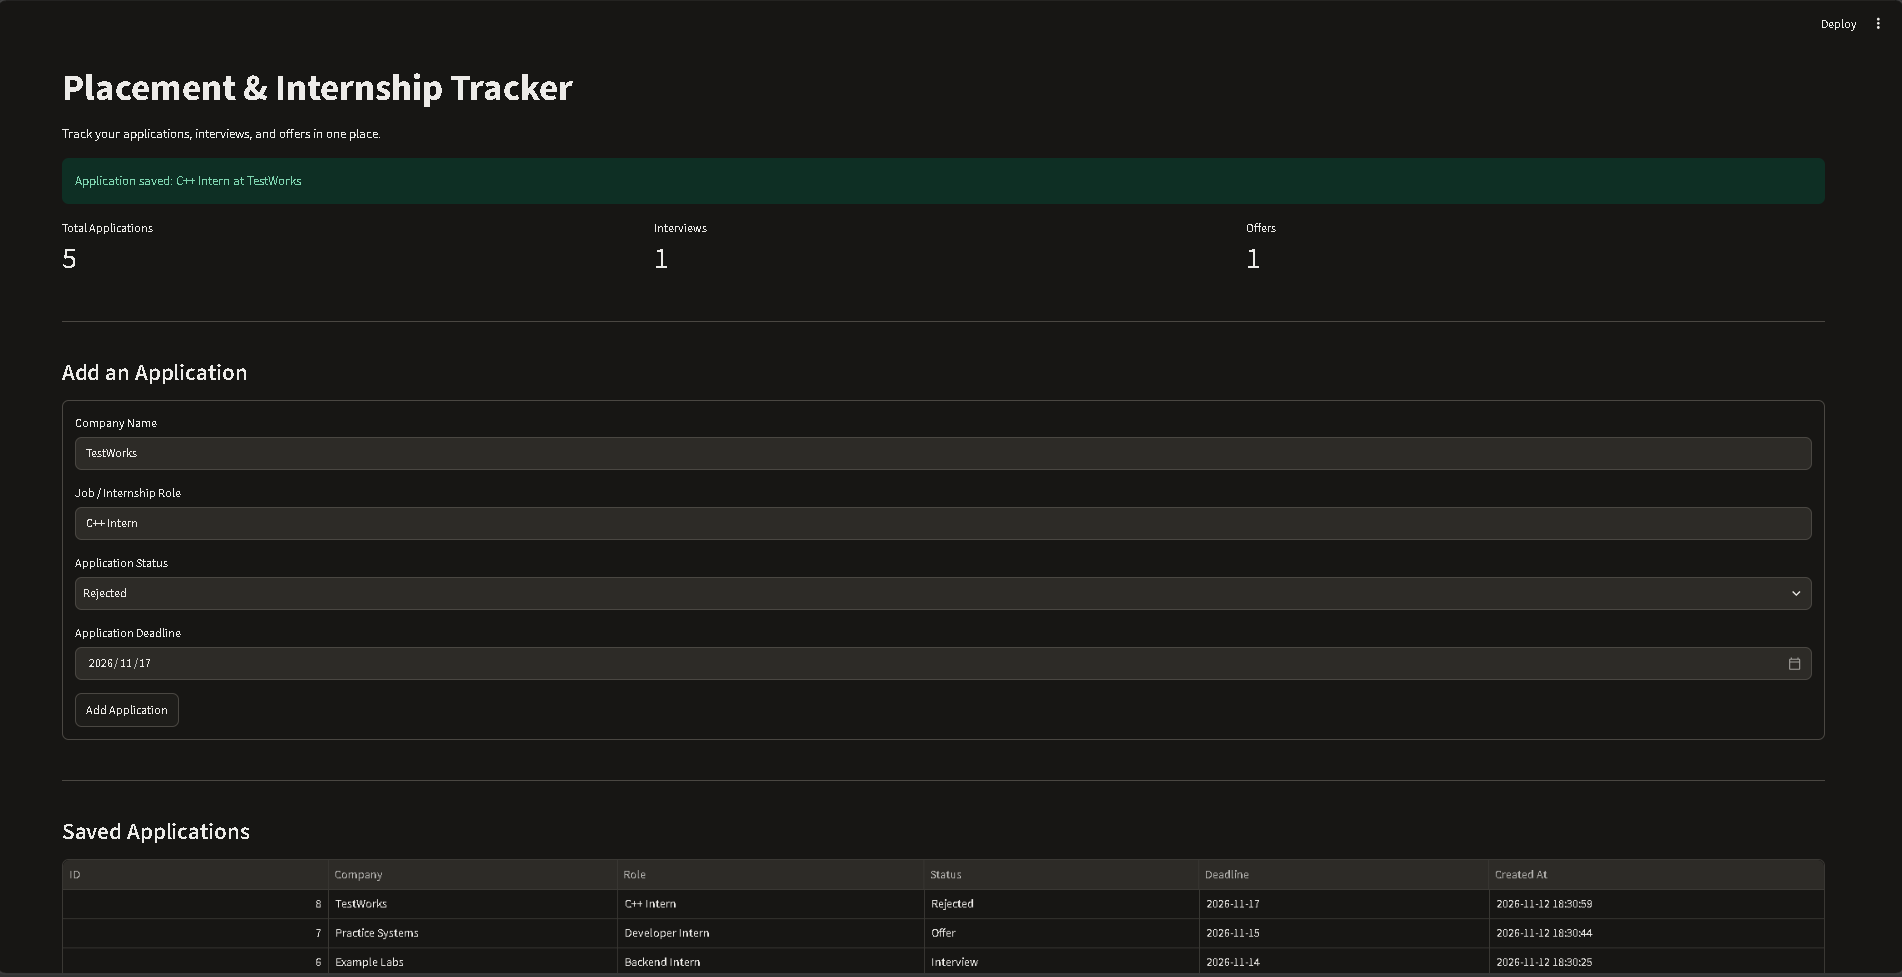 Deploy
Placement & Internship Tracker
Track your applications, interviews, and offers in one place.
Application saved: C++ Intern at TestWorks
Total Applications Interviews Offers
5 1 1
Add an Application
Company Name
TestWorks
Job / Internship Role
C++ Intern
Application Status
Rejected
Application Deadline
2026/11/17
Add Application
Saved Applications
ID Company Role Status Deadline Created At
8 TestWorks C++ Intern Rejected 2026-11-17 2026-11-12 18:30:59
7 Practice Systems Developer Intern Offer 2026-11-15 2026-11-12 18:30:44
6 Example Labs Backend Intern Interview 2026-11-14 2026-11-12 18:30:25